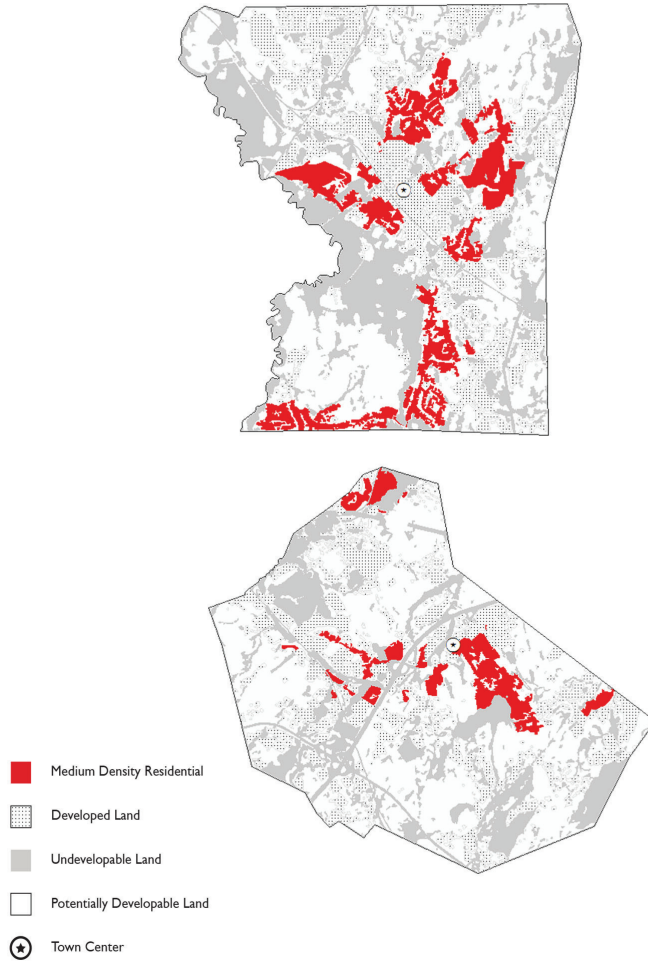 Medium Density Residential
Developed Land
Undevelopable Land
Potentially Developable Land
Town Center